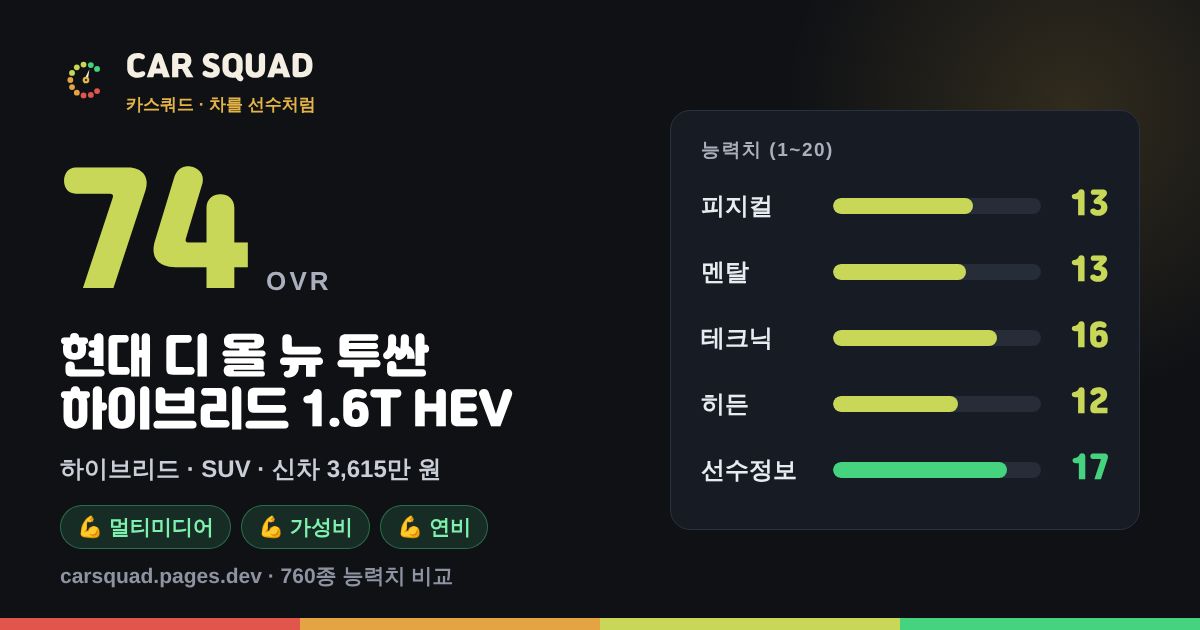 CAR SQUAD
카스쿼드 · 차를 선수처럼
74 OVR
현대 디 올 뉴 투싼
하이브리드 1.6T HEV
하이브리드 · SUV · 신차 3,615만 원
💪 멀티미디어 💪 가성비 💪 연비
carsquad.pages.dev · 760종 능력치 비교
능력치 (1~20)
피지컬 13
멘탈 13
테크닉 16
히든 12
선수정보 17